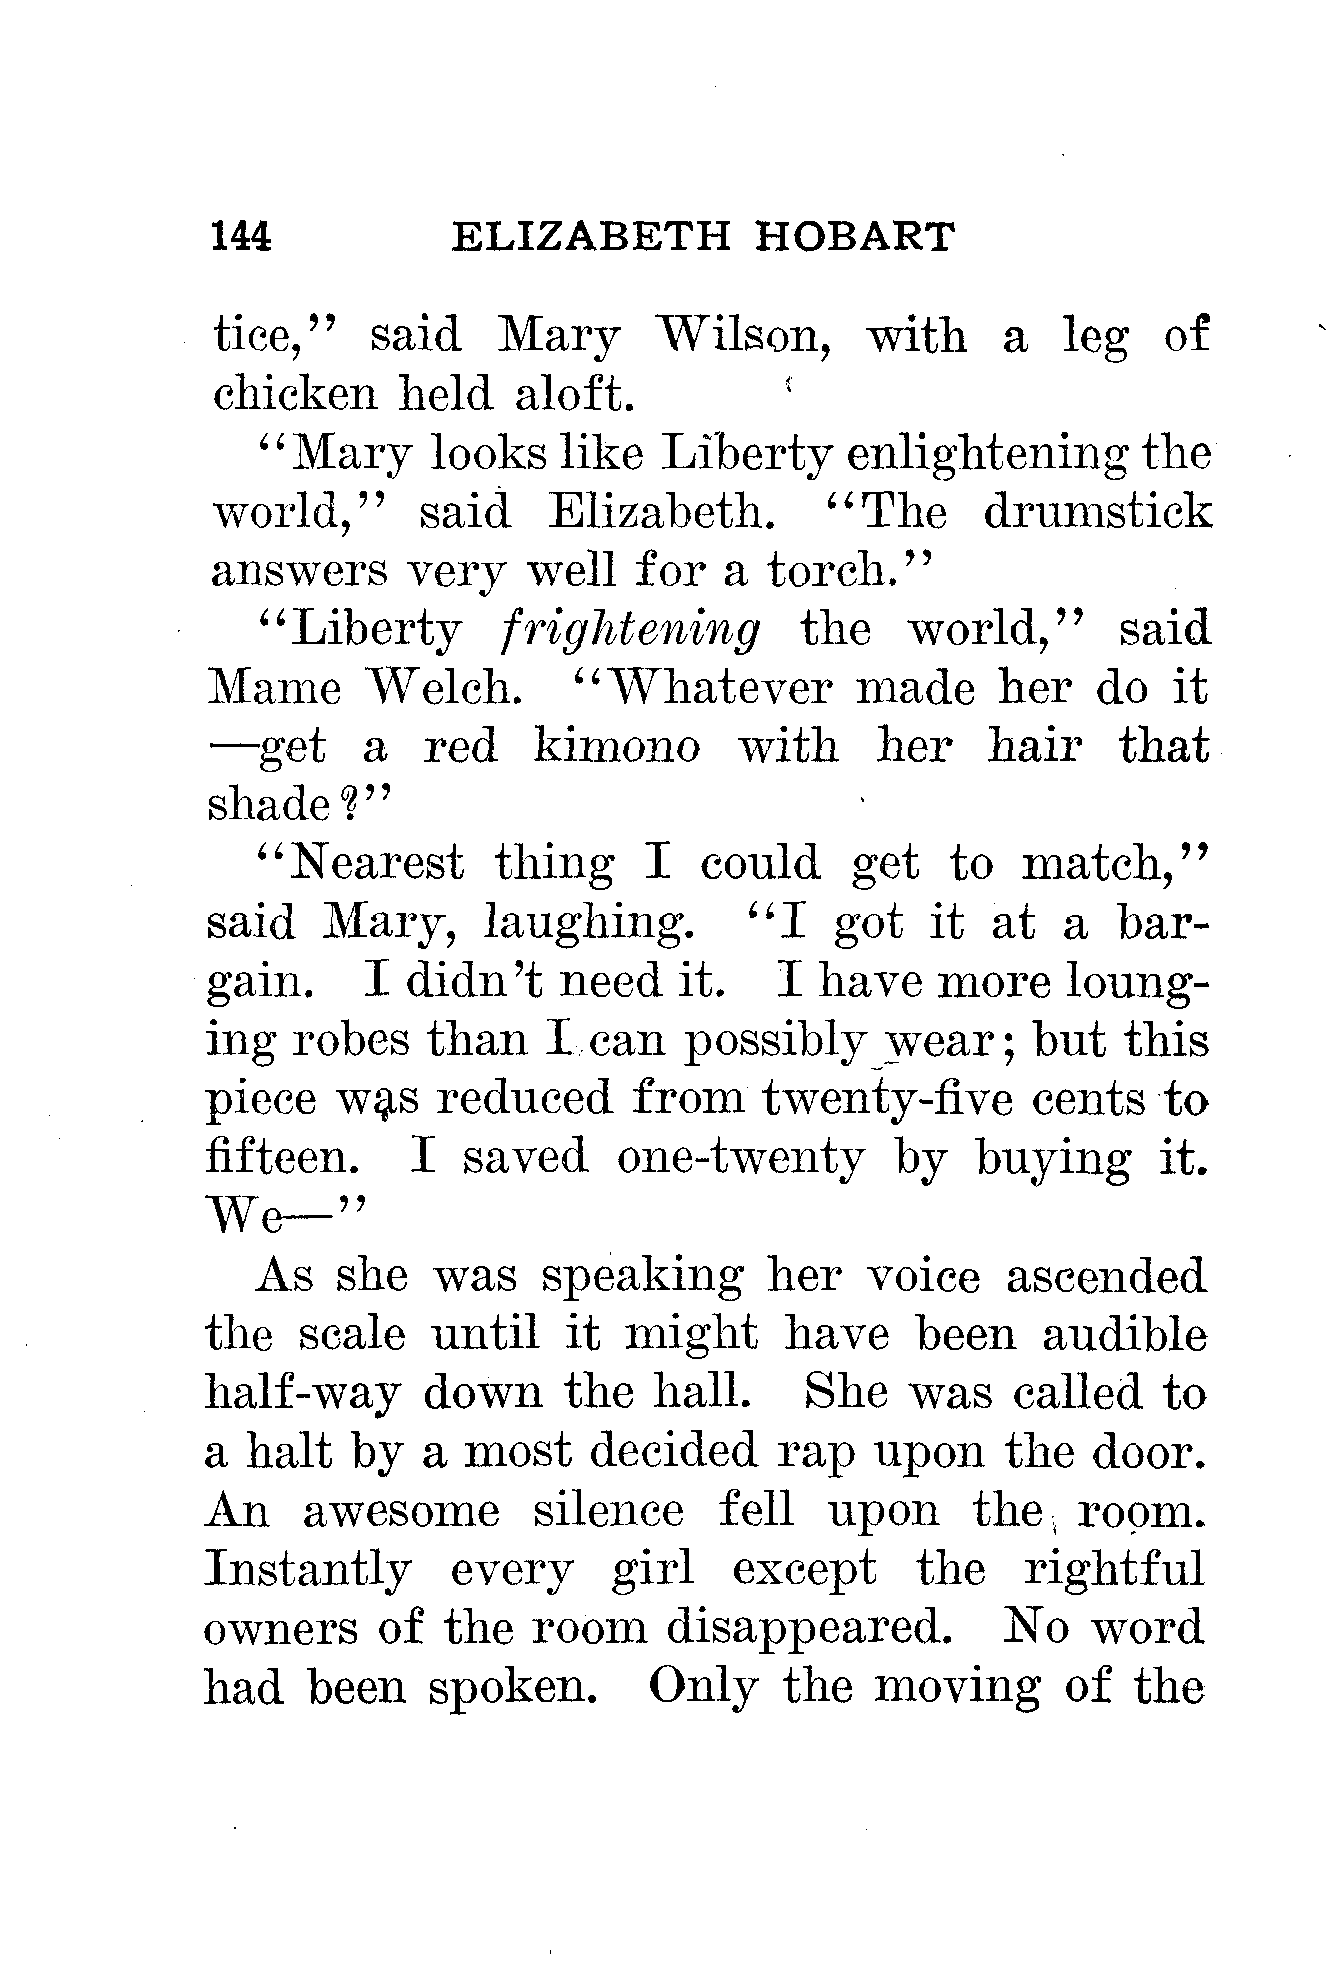 144 ELIZABETH HOBART
tice,” said Mary Wilson, with a leg of
chicken held aloft.
“Mary looks like Liberty enlightening the
world,” said Elizabeth. “The drumstick
answers very well for a torch.”
“Liberty frightening the world,” said
Mame Welch. “Whatever made her do it
—get a red kimono with her hair that
shade?”
“Nearest thing I could get to match,”
said Mary, laughing. “I got it at a bar-
gain. I didn’t need it. I have more loung-
ing robes than I can possibly wear; but this
piece was reduced from twenty-five cents to
fifteen. I saved one-twenty by buying it.
We—”
As she was speaking her voice ascended
the scale until it might have been audible
half-way down the hall. She was called to
a halt by a most decided rap upon the door.
An awesome silence fell upon the room.
Instantly every girl except the rightful
owners of the room disappeared. No word
had been spoken. Only the moving of the